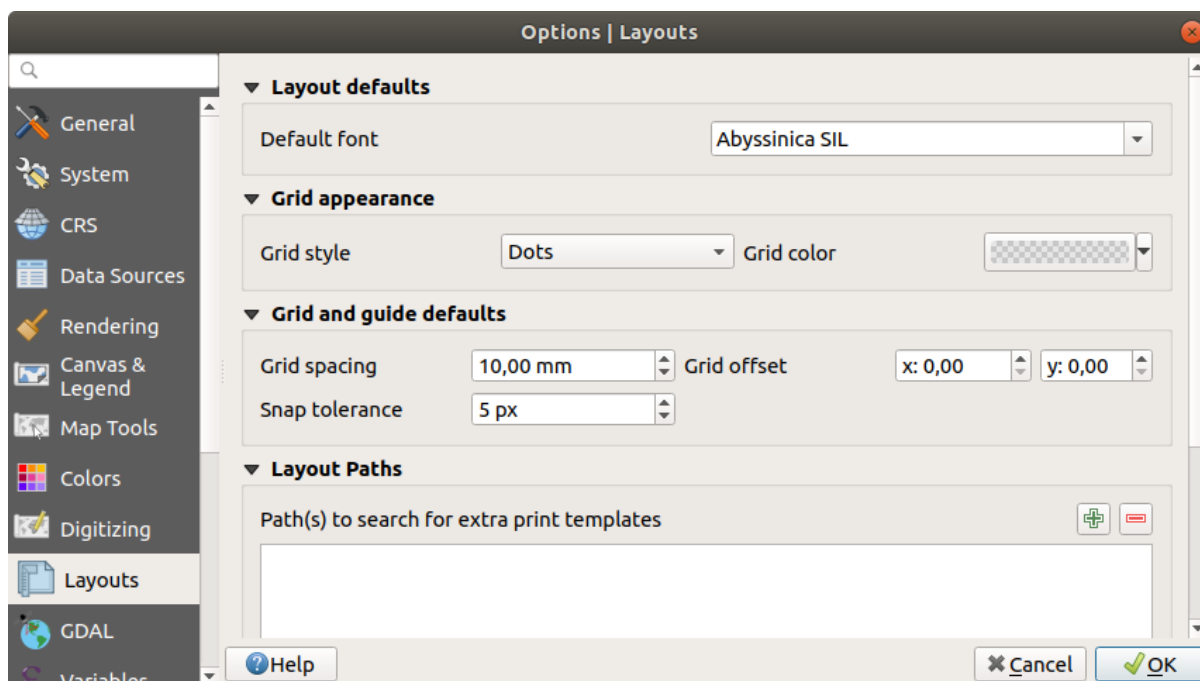 Options | Layouts
General
System
CRS
Data Sources
Rendering
Canvas &
Legend
Map Tools
Colors
Digitizing
Layouts
GDAL
Variables
Layout defaults
Default font
Abyssinica SIL
Grid appearance
Grid style
Dots
Grid color
Grid and guide defaults
Grid spacing
10,00 mm
Grid offset
x: 0,00
y: 0,00
Snap tolerance
5 px
Layout Paths
Path(s) to search for extra print templates
Help
Cancel
OK